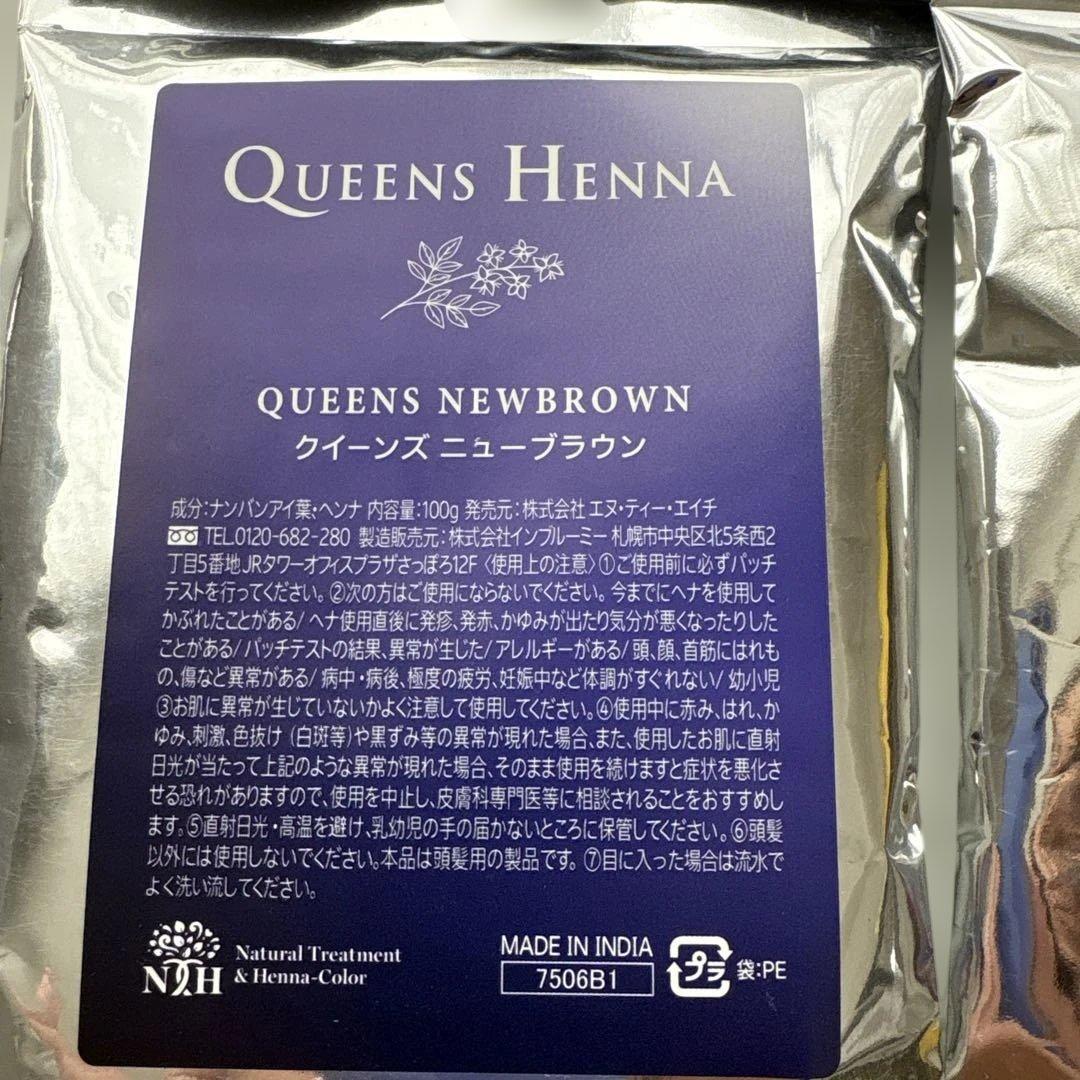 QUEENS HENNA
QUEENS NEWBROWN
クイーンズ ニューブラウン
成分:ナンバンアイ葉・ヘンナ 内容量:100g 発売元:株式会社 エヌ・ティー・エイチ
TEL.0120-682-280 製造販売元:株式会社インブルーミー 札幌市中央区北5条西2
丁目5番地JRタワーオフィスプラザさっぽろ12F〈使用上の注意〉①ご使用前に必ずパッチ
テストを行ってください。②次の方はご使用にならないでください。今までにヘナを使用して
かぶれたことがある/ ヘナ使用直後に発疹、発赤、かゆみが出たり気分が悪くなったりした
ことがある/ パッチテストの結果、異常が生じた/ アレルギーがある/ 頭、顔、首筋にはれも
の、傷など異常がある/ 病中・病後、極度の疲労、妊娠中など体調がすぐれない/ 幼小児
③お肌に異常が生じていないかよく注意して使用してください。④使用中に赤み、はれ、か
ゆみ、刺激、色抜け (白斑等)や黒ずみ等の異常が現れた場合、また、使用したお肌に直射
日光が当たって上記のような異常が現れた場合、そのまま使用を続けますと症状を悪化さ
せる恐れがありますので、使用を中止し、皮膚科専門医等に相談されることをおすすめし
ます。⑤直射日光・高温を避け、乳幼児の手の届かないところに保管してください。⑥頭髪
以外には使用しないでください。本品は頭髪用の製品です。⑦目に入った場合は流水で
よく洗い流してください。
NTH
Natural Treatment
& Henna-Color
MADE IN INDIA
7506B1
プラ
袋:PE